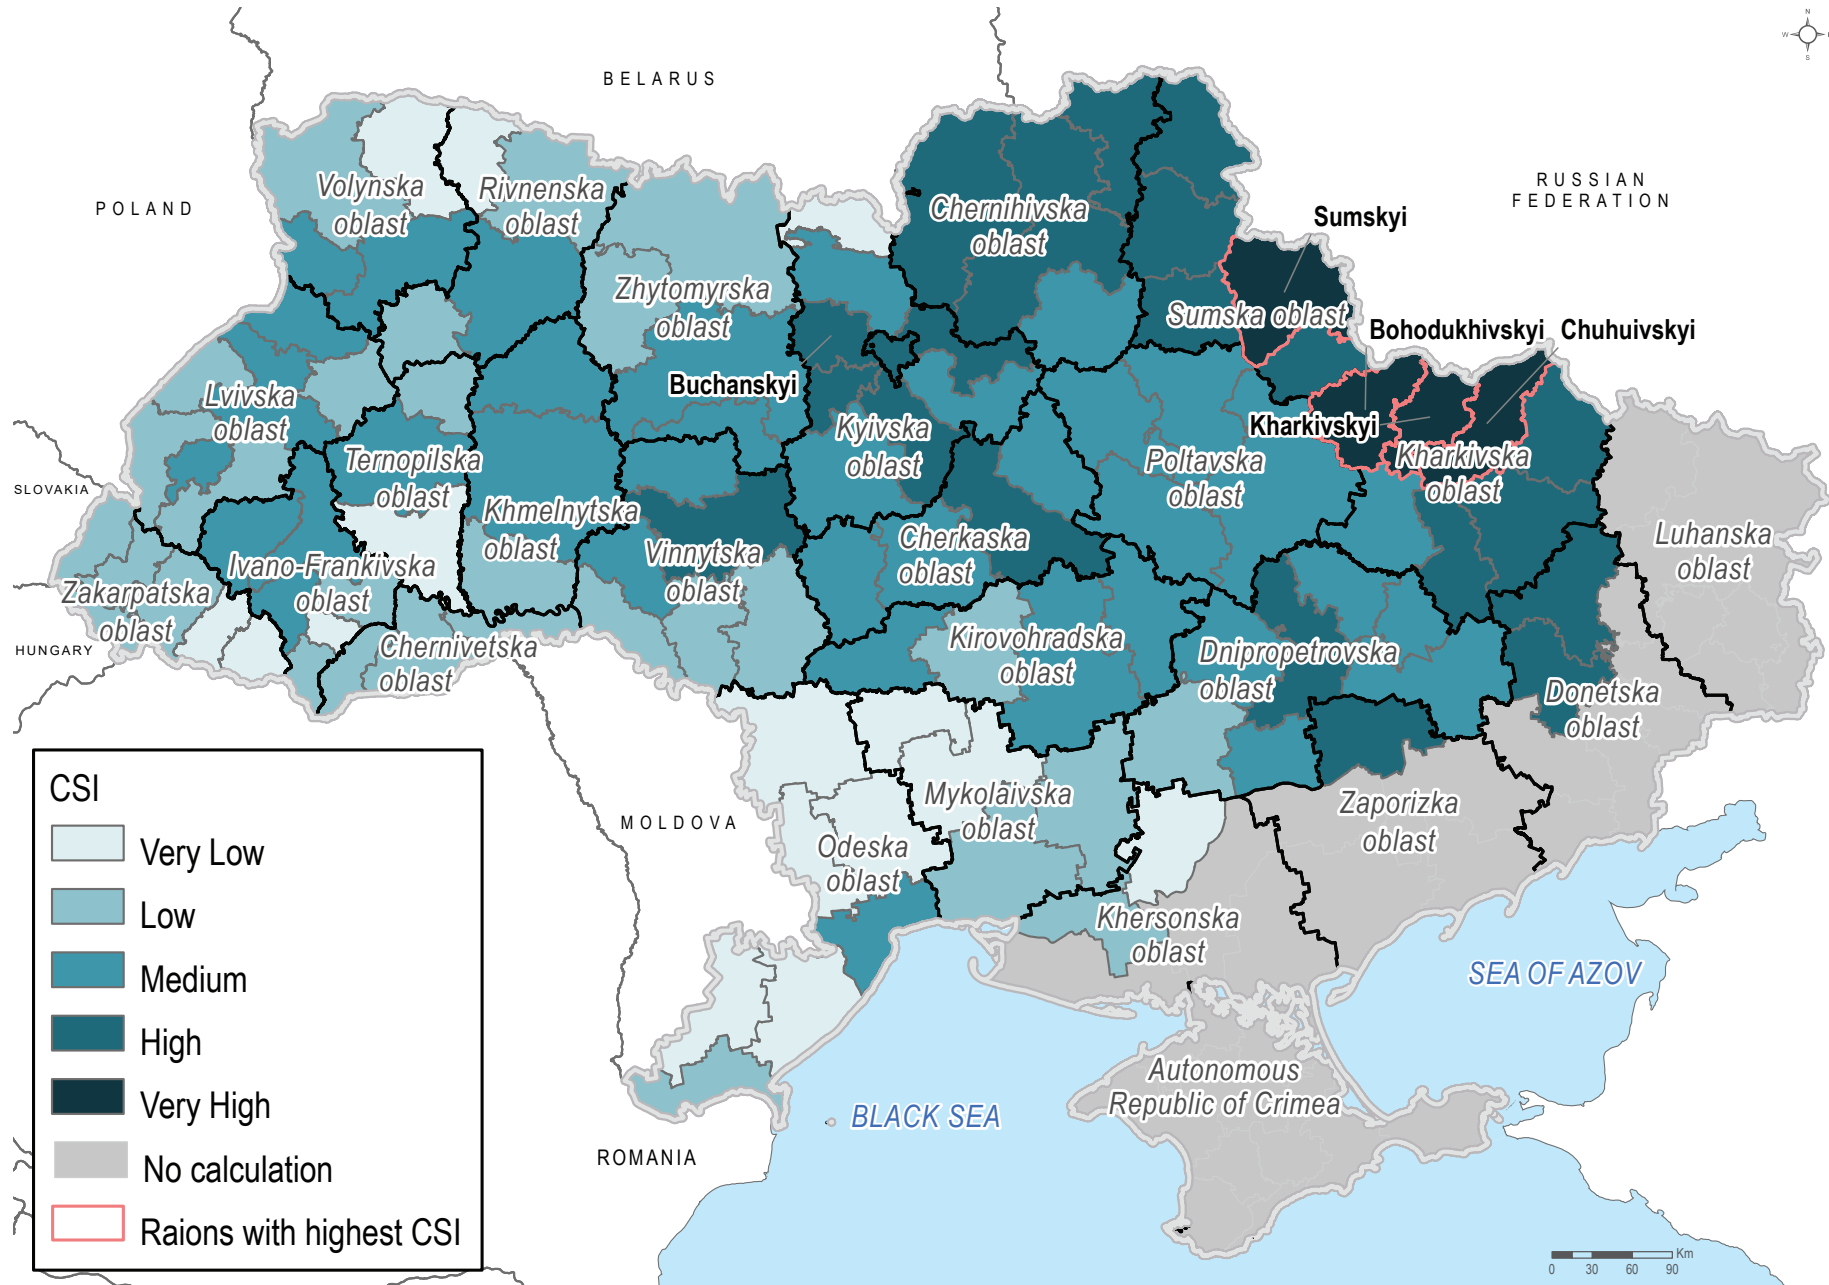 N
W
E
S
BELARUS
POLAND
RUSSIAN
FEDERATION
Volynska
oblast
Rivnenska
oblast
Chernihivska
oblast
Sumskyi
Zhytomyrska
oblast
Sumska oblast
Bohodukhivskyi
Chuhuivskyi
Buchanskyi
Lvivska
oblast
Kyivska
oblast
Kharkivskyi
Ternopilska
oblast
Poltavska
oblast
Kharkivska
oblast
SLOVAKIA
Khmelnytska
oblast
Vinnytska
oblast
Cherkaska
oblast
Luhanska
oblast
Ivano-Frankivska
oblast
Zakarpatska
oblast
HUNGARY
Chernivetska
oblast
Kirovohradska
oblast
Dnipropetrovska
oblast
Donetska
oblast
MOLDOVA
Mykolaivska
oblast
Zaporizka
oblast
Odeska
oblast
Khersonska
oblast
SEA OF AZOV
Autonomous
Republic of Crimea
BLACK SEA
ROMANIA
CSI
Very Low
Low
Medium
High
Very High
No calculation
Raions with highest CSI
Km
0 30 60 90